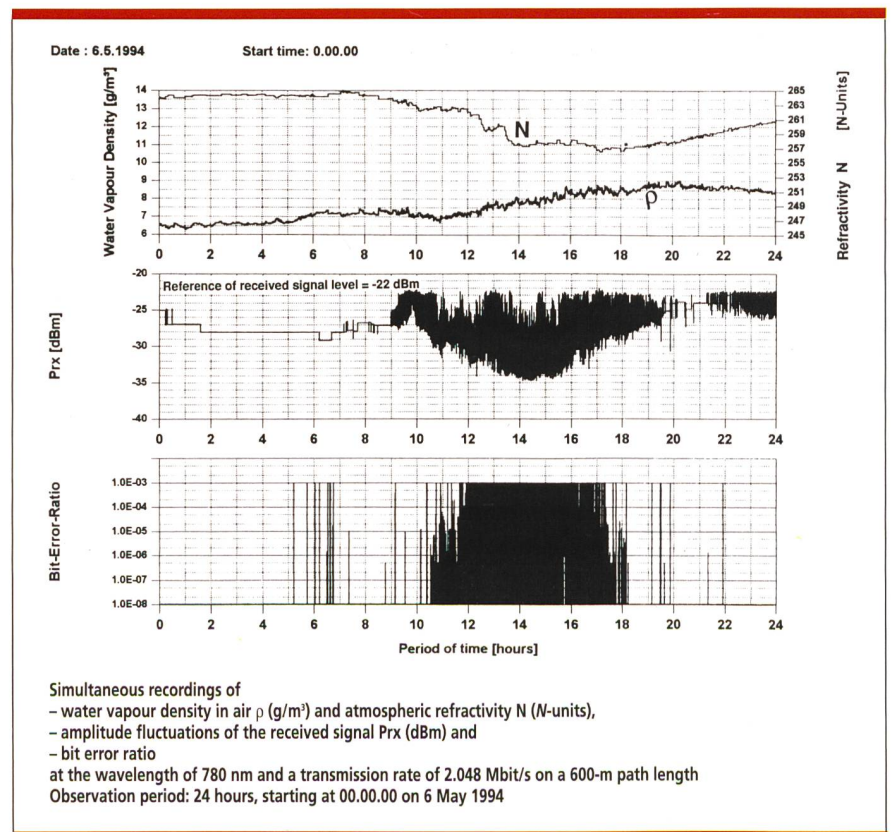 Date : 6.5.1994 Start time: 0.00.00
Water Vapour Density [g/m³]
14
13
12
11
10
9
8
7
6
N
ρ
265
263
261
259
257
255
253
251
249
247
245
[N-Units]
Refractivity N
0 2 4 6 8 10 12 14 16 18 20 22 24
Reference of received signal level = -22 dBm
Prx [dBm]
-20
-25
-30
-35
-40
0 2 4 6 8 10 12 14 16 18 20 22 24
Bit-Error-Ratio
1.0E-03
1.0E-04
1.0E-05
1.0E-06
1.0E-07
1.0E-08
0 2 4 6 8 10 12 14 16 18 20 22 24
Period of time [hours]
Simultaneous recordings of
– water vapour density in air ρ (g/m³) and atmospheric refractivity N (N-units),
– amplitude fluctuations of the received signal Prx (dBm) and
– bit error ratio
at the wavelength of 780 nm and a transmission rate of 2.048 Mbit/s on a 600-m path length
Observation period: 24 hours, starting at 00.00.00 on 6 May 1994